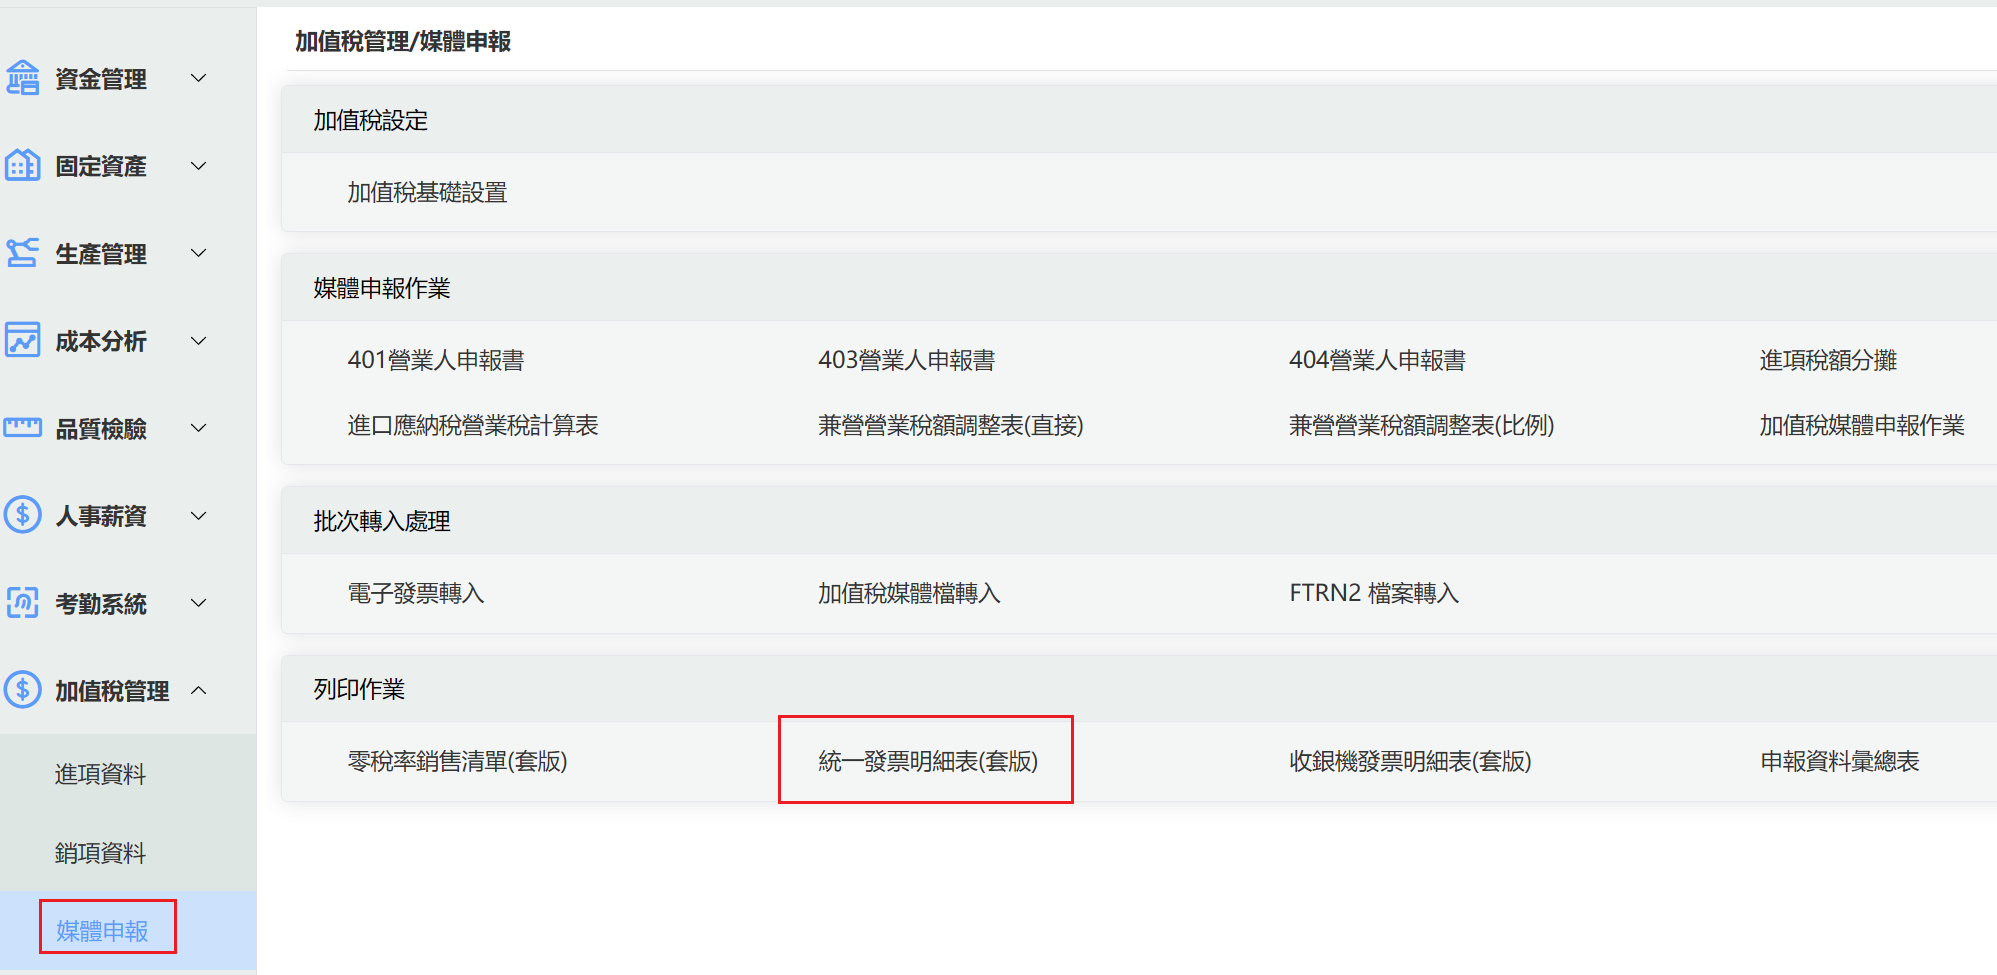 資金管理
固定資產
生產管理
成本分析
品質檢驗
人事薪資
考勤系統
加值稅管理
進項資料
銷項資料
媒體申報
加值稅管理/媒體申報
加值稅設定
加值稅基礎設置
媒體申報作業
401營業人申報書 403營業人申報書 404營業人申報書 進項稅額分攤
進口應納稅營業稅計算表 兼營營業稅額調整表(直接) 兼營營業稅額調整表(比例) 加值稅媒體申報作業
批次轉入處理
電子發票轉入 加值稅媒體檔轉入 FTRN2 檔案轉入
列印作業
零稅率銷售清單(套版) 統一發票明細表(套版) 收銀機發票明細表(套版) 申報資料彙總表